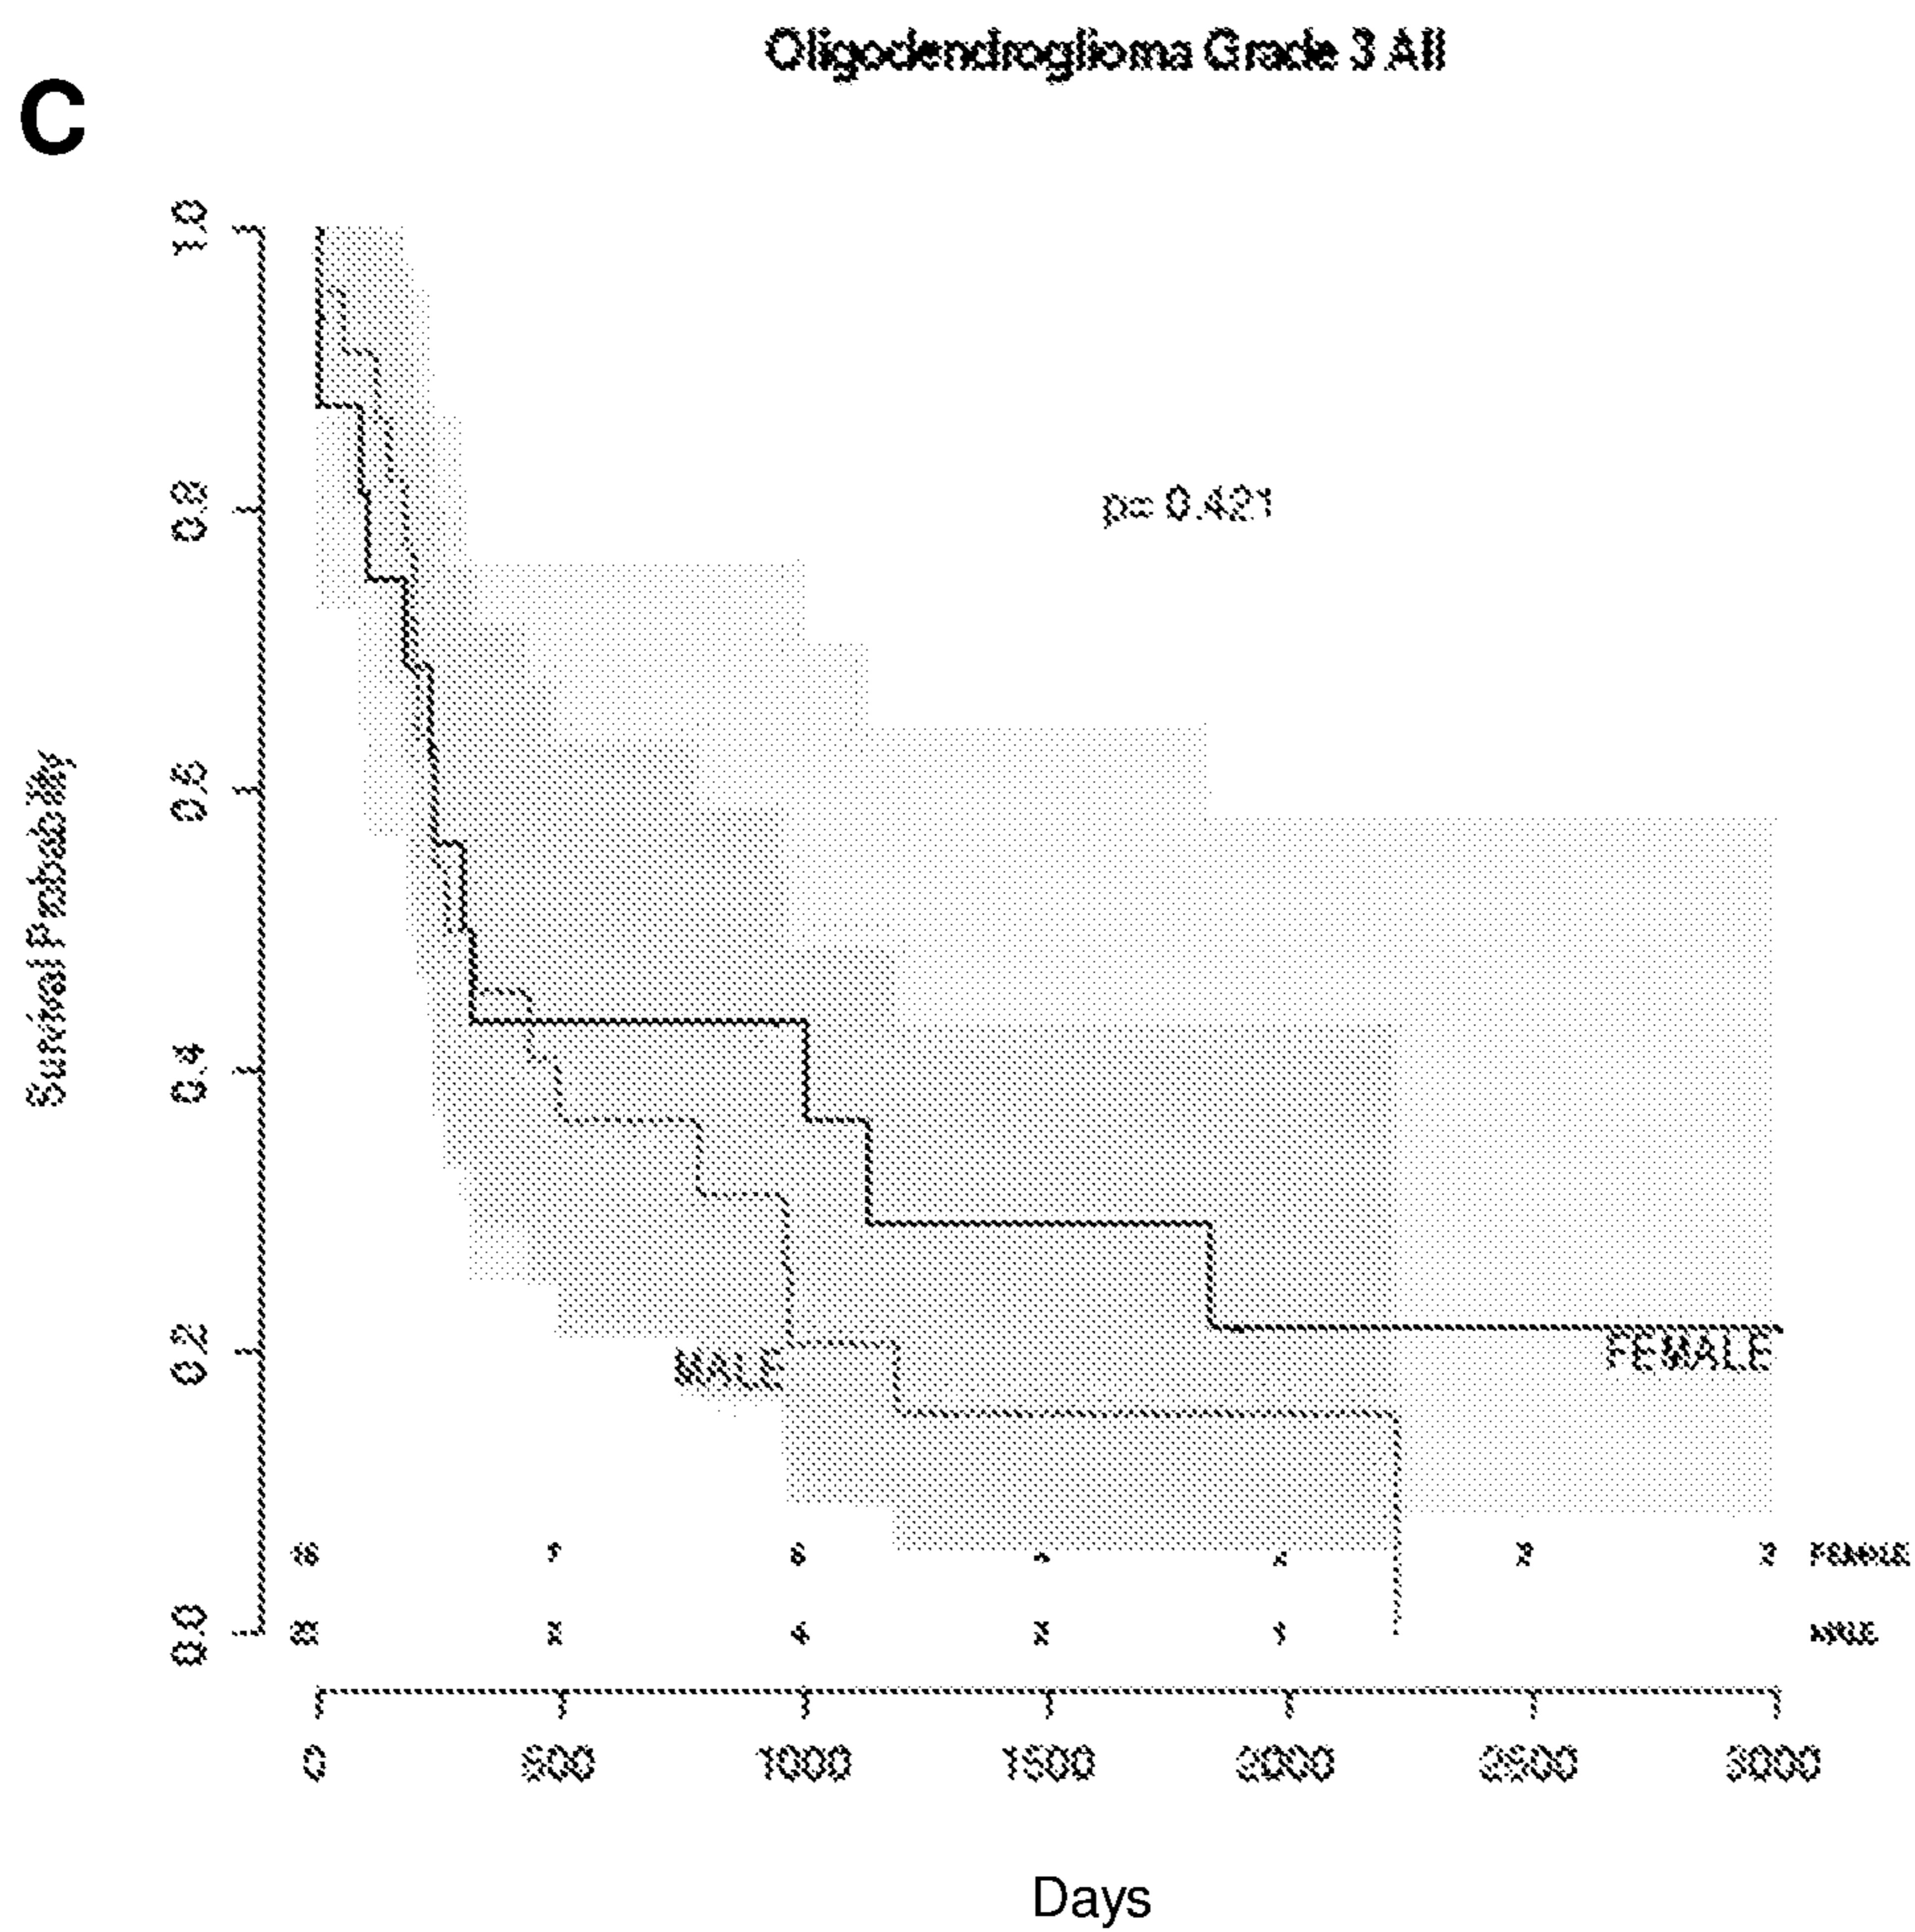 Oligodendroglioma Grade 3 All
C
1.0
0.8
p= 0.421
0.6
Survival Probability
0.4
0.2
MALE
FEMALE
FEMALE
MALE
0.0
0 500 1000 1500 2000 2500 3000
Days